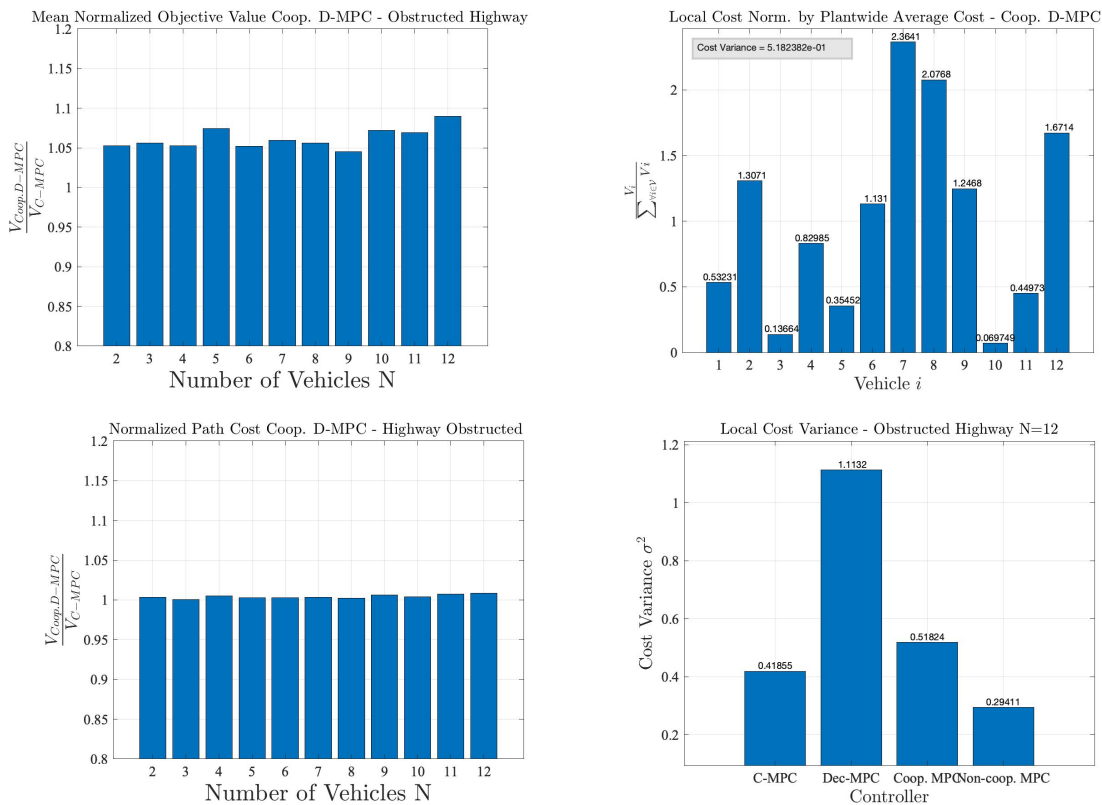 Mean Normalized Objective Value Coop. D-MPC - Obstructed Highway
1.2
1.15
1.1
1.05
1
0.95
0.9
0.85
0.8
V_{Coop.D-MPC}
V_{C-MPC}
2 3 4 5 6 7 8 9 10 11 12
Number of Vehicles N
Local Cost Norm. by Plantwide Average Cost - Coop. D-MPC
Cost Variance = 5.182382e-01
2
1.5
1
0.5
0
V_i
∑_{∀i∈𝒱} Vi
0.53231
1.3071
0.13664
0.82985
0.35452
1.131
2.3641
2.0768
1.2468
0.069749
0.44973
1.6714
1 2 3 4 5 6 7 8 9 10 11 12
Vehicle i
Normalized Path Cost Coop. D-MPC - Highway Obstructed
1.2
1.15
1.1
1.05
1
0.95
0.9
0.85
0.8
V_{Coop.D-MPC}
V_{C-MPC}
2 3 4 5 6 7 8 9 10 11 12
Number of Vehicles N
Local Cost Variance - Obstructed Highway N=12
1.2
1
0.8
0.6
0.4
0.2
Cost Variance σ²
0.41855
1.1132
0.51824
0.29411
C-MPC Dec-MPC Coop. MPC Non-coop. MPC
Controller